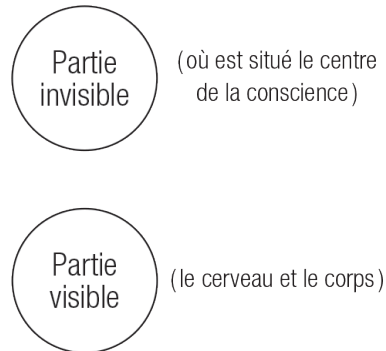 Partie
invisible
(où est situé le centre
de la conscience)
Partie
visible
(le cerveau et le corps)